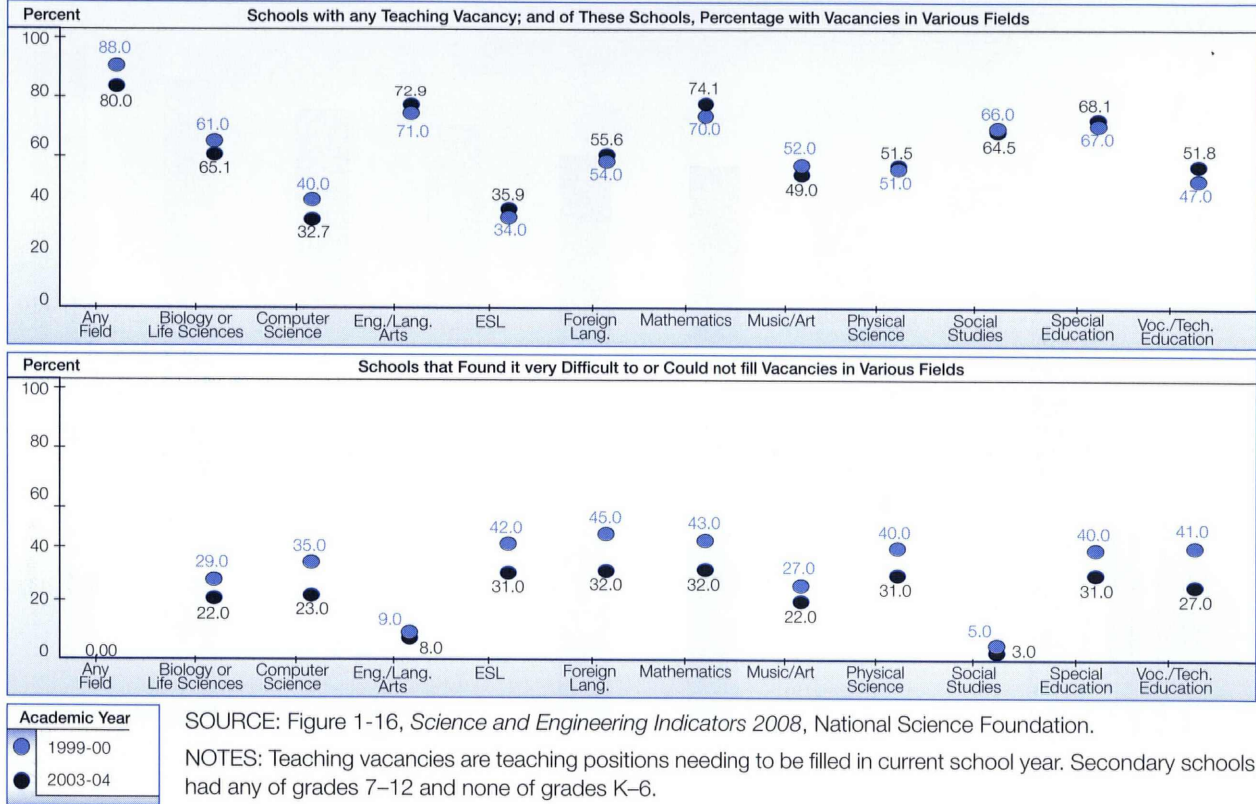 Percent
Schools with any Teaching Vacancy; and of These Schools, Percentage with Vacancies in Various Fields
100
80
60
40
20
0
88.0
80.0
61.0
65.1
40.0
32.7
72.9
71.0
35.9
34.0
55.6
54.0
74.1
70.0
52.0
49.0
51.5
51.0
66.0
64.5
68.1
67.0
51.8
47.0
Any Field
Biology or Life Sciences
Computer Science
Eng./Lang. Arts
ESL
Foreign Lang.
Mathematics
Music/Art
Physical Science
Social Studies
Special Education
Voc./Tech. Education
Percent
Schools that Found it very Difficult to or Could not fill Vacancies in Various Fields
100
80
60
40
20
0
0.00
29.0
22.0
35.0
23.0
9.0
8.0
42.0
31.0
45.0
32.0
43.0
32.0
27.0
22.0
40.0
31.0
5.0
3.0
40.0
31.0
41.0
27.0
Any Field
Biology or Life Sciences
Computer Science
Eng./Lang. Arts
ESL
Foreign Lang.
Mathematics
Music/Art
Physical Science
Social Studies
Special Education
Voc./Tech. Education
Academic Year
1999-00
2003-04
SOURCE: Figure 1-16, Science and Engineering Indicators 2008, National Science Foundation.
NOTES: Teaching vacancies are teaching positions needing to be filled in current school year. Secondary schools
had any of grades 7–12 and none of grades K–6.